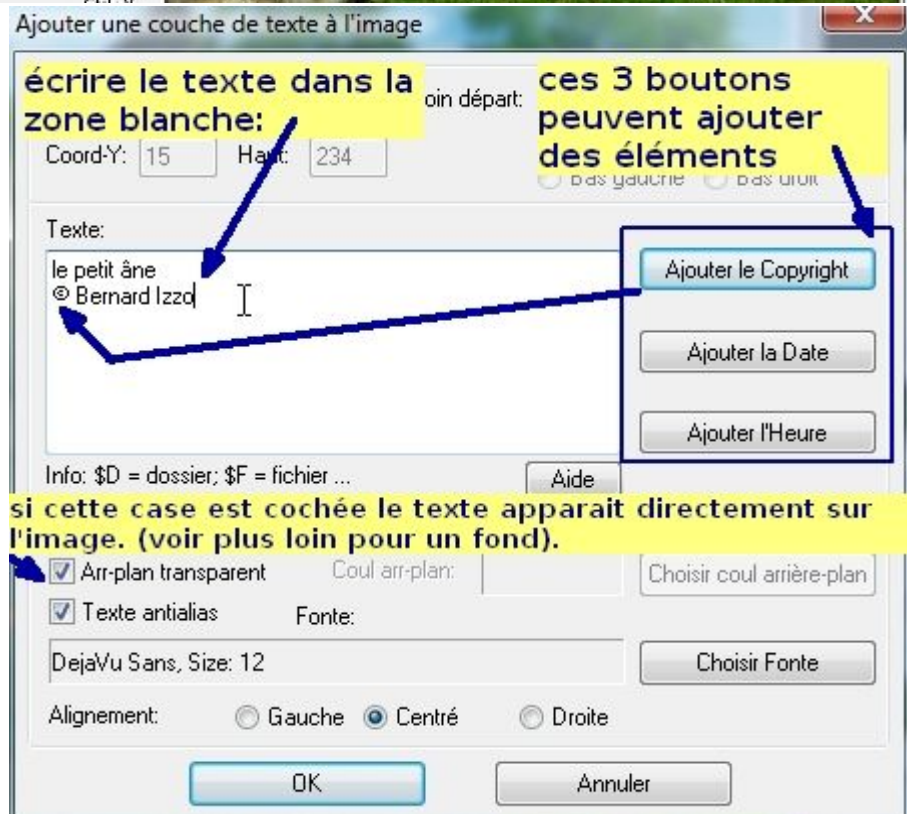 Ajouter une couche de texte à l'image
écrire le texte dans la
zone blanche:
oin départ:
ces 3 boutons
peuvent ajouter
des éléments
Coord-Y: 15 Haut: 234
Bas gauche Bas droit
Texte:
le petit âne
© Bernard Izzo
Ajouter le Copyright
Ajouter la Date
Ajouter l'Heure
Info: $D = dossier; $F = fichier ...
Aide
si cette case est cochée le texte apparait directement sur
l'image. (voir plus loin pour un fond).
Arr-plan transparent Coul arr-plan: Choisir coul arrière-plan
Texte antialias Fonte:
DejaVu Sans, Size: 12 Choisir Fonte
Alignement: Gauche Centré Droite
OK Annuler